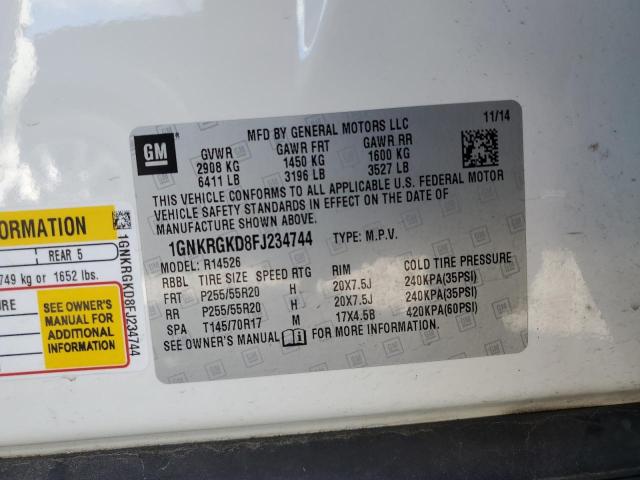 MFD BY GENERAL MOTORS LLC
11/14
GM
GVWR GAWR FRT GAWR RR
2908 KG 1450 KG 1600 KG
6411 LB 3196 LB 3527 LB
THIS VEHICLE CONFORMS TO ALL APPLICABLE U.S. FEDERAL MOTOR
VEHICLE SAFETY STANDARDS IN EFFECT ON THE DATE OF
MANUFACTURE SHOWN ABOVE.
1GNKRGKD8FJ234744 TYPE: M.P.V.
MODEL: R14526
RBBL TIRE SIZE SPEED RTG RIM COLD TIRE PRESSURE
FRT P255/55R20 H 20X7.5J 240KPA(35PSI)
RR P255/55R20 H 20X7.5J 240KPA(35PSI)
SPA T145/70R17 M 17X4.5B 420KPA(60PSI)
SEE OWNER'S MANUAL FOR MORE INFORMATION.
REAR 5
749 kg or 1652 lbs.
SEE OWNER'S
MANUAL FOR
ADDITIONAL
INFORMATION
1GNKRGKD8FJ234744